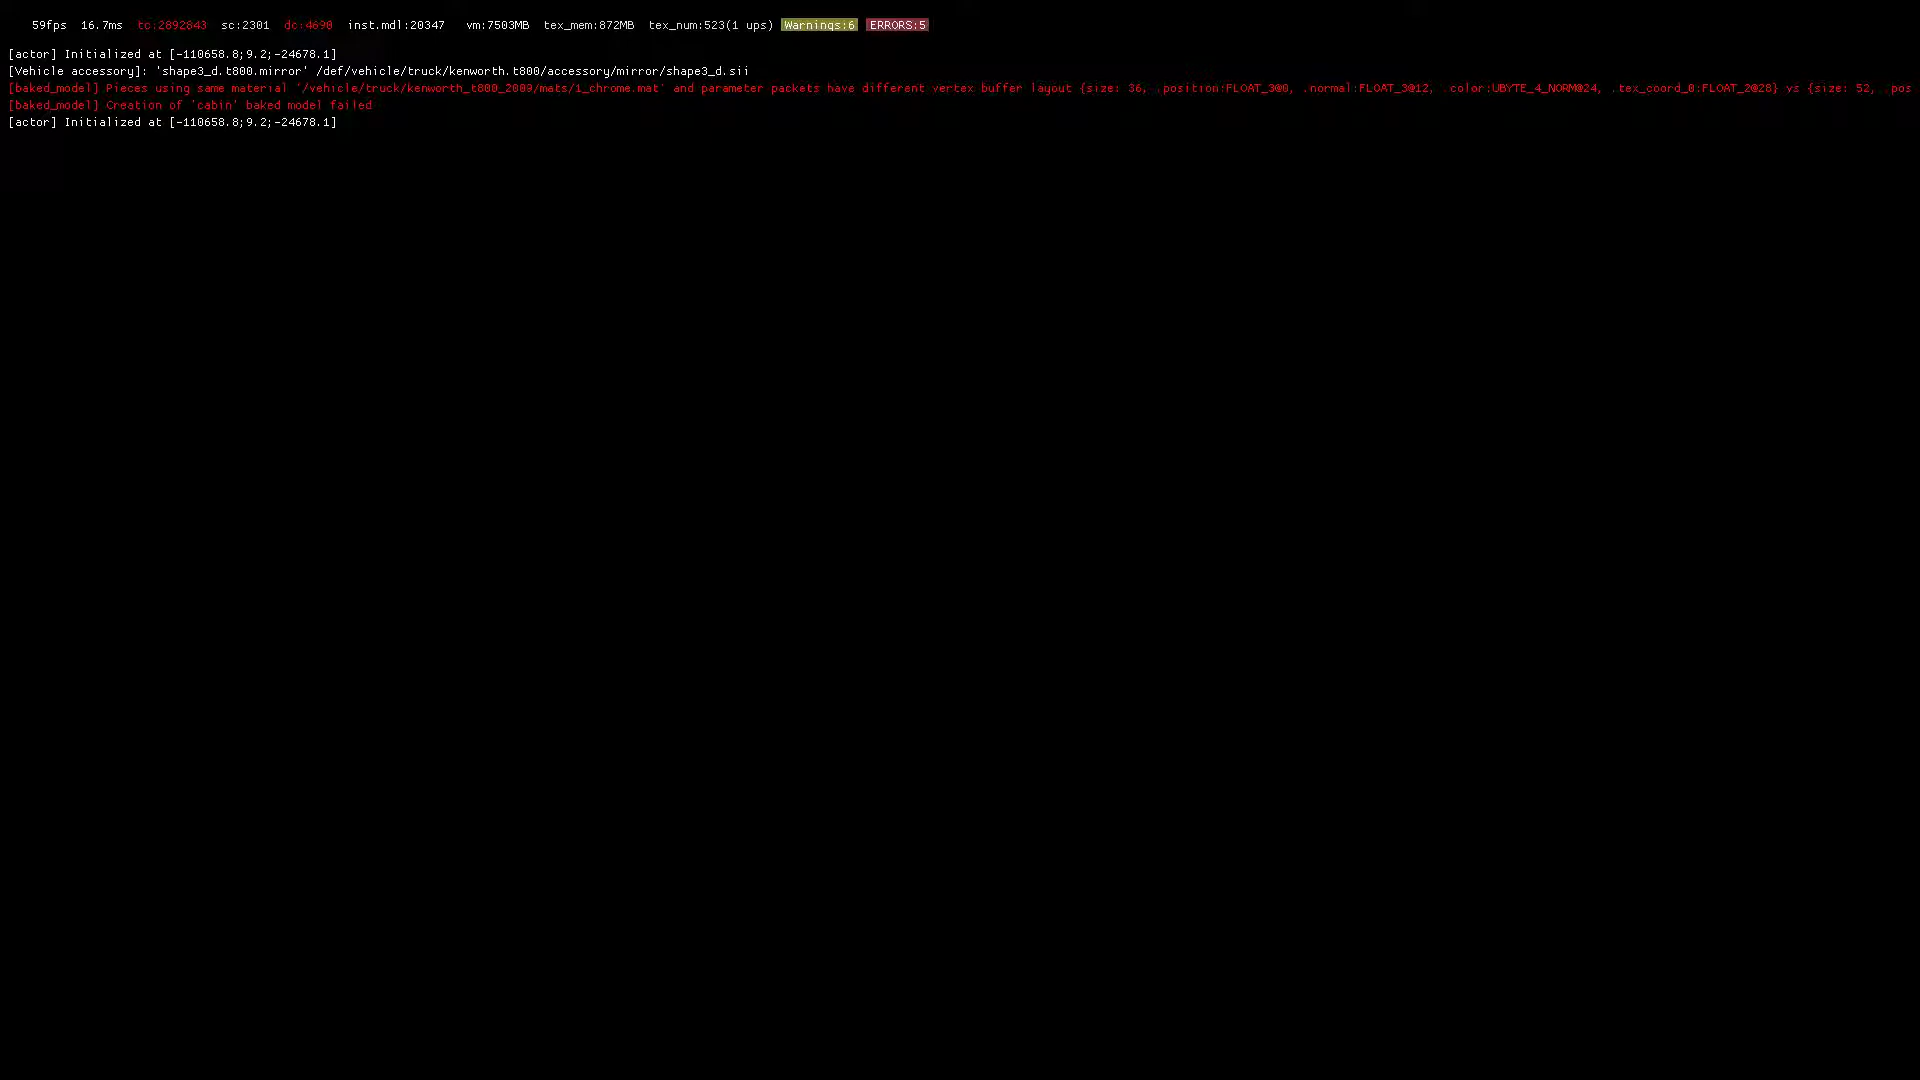 59fps 16.7ms tc:2892843 sc:2301 dc:4690 inst.mdl:20347 vm:7503MB tex_mem:872MB tex_num:523(1 ups) Warnings:6 ERRORS:5
[actor] Initialized at [-110658.8;9.2;-24678.1]
[Vehicle accessory]: 'shape3_d.t800.mirror' /def/vehicle/truck/kenworth.t800/accessory/mirror/shape3_d.sii
[baked_model] Pieces using same material '/vehicle/truck/kenworth_t800_2009/mats/1_chrome.mat' and parameter packets have different vertex buffer layout {size: 36, .position:FLOAT_3@0, .normal:FLOAT_3@12, .color:UBYTE_4_NORM@24, .tex_coord_0:FLOAT_2@28} vs {size: 52, .pos
[baked_model] Creation of 'cabin' baked model failed
[actor] Initialized at [-110658.8;9.2;-24678.1]